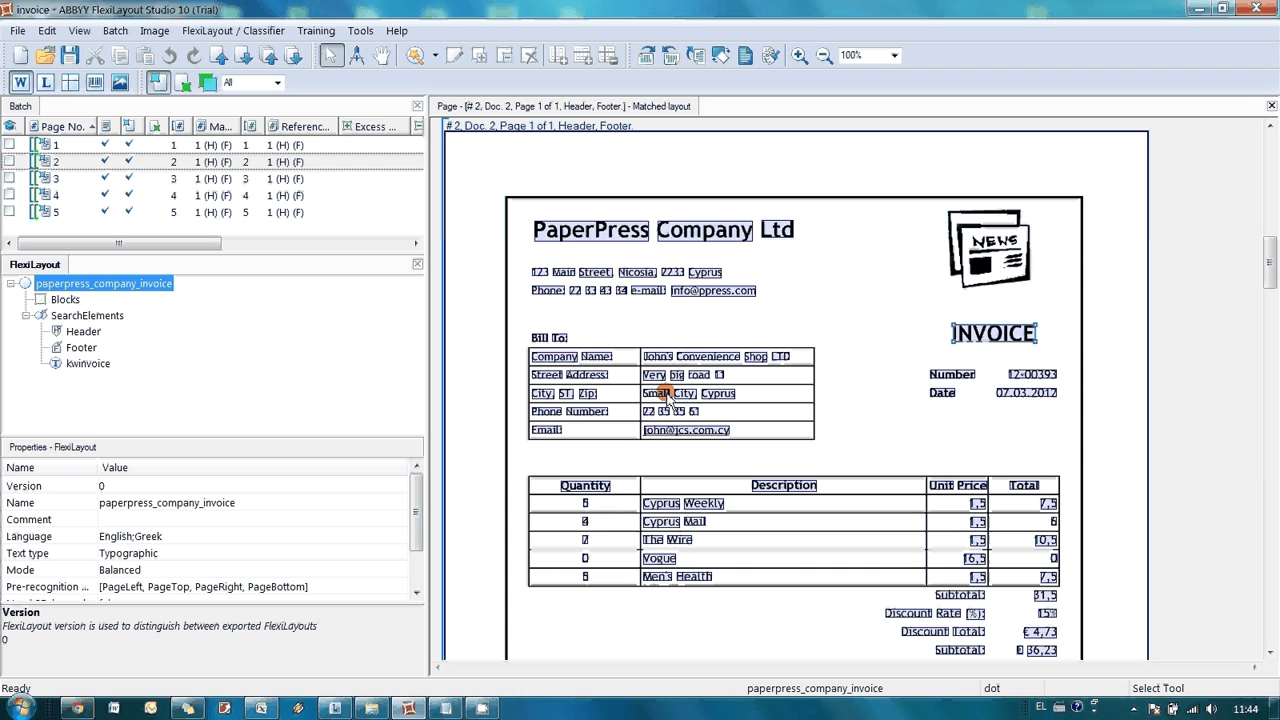 invoice - ABBYY FlexiLayout Studio 10 (Trial)
File Edit View Batch Image FlexiLayout / Classifier Training Tools Help
100%
W L All
Batch
Page No. Ma... Referenc... Excess ...
1 1 1 (H) (F) 1 1 (H) (F)
2 2 1 (H) (F) 2 1 (H) (F)
3 3 1 (H) (F) 3 1 (H) (F)
4 4 1 (H) (F) 4 1 (H) (F)
5 5 1 (H) (F) 5 1 (H) (F)
FlexiLayout
paperpress_company_invoice
Blocks
SearchElements
Header
Footer
kwinvoice
Properties - FlexiLayout
Name Value
Version 0
Name paperpress_company_invoice
Comment
Language English;Greek
Text type Typographic
Mode Balanced
Pre-recognition ... [PageLeft, PageTop, PageRight, PageBottom]
Version
FlexiLayout version is used to distinguish between exported FlexiLayouts
0
Page - [# 2, Doc. 2, Page 1 of 1, Header, Footer.] - Matched layout
# 2, Doc. 2, Page 1 of 1, Header, Footer.
PaperPress Company Ltd
NEWS
123 Main Street, Nicosia, 2233 Cyprus
Phone: 22 33 43 34 e-mail: info@ppress.com
INVOICE
Bill To:
Company Name: John's Convenience Shop LTD
Street Address: Very big road 11
Number 12-00393
City, ST, Zip: Small City, Cyprus
Date 07.03.2012
Phone Number: 22 35 35 61
Email: john@jcs.com.cy
Quantity Description Unit Price Total
5 Cyprus Weekly 1,5 7,5
4 Cyprus Mail 1,5 6
7 The Wire 1,5 10,5
0 Vogue 16,5 0
5 Men's Health 1,5 7,5
Subtotal: 31,5
Discount Rate (%): 15%
Discount Total: € 4,73
Subtotal: € 36,23
Ready paperpress_company_invoice dot Select Tool
EL 11:44